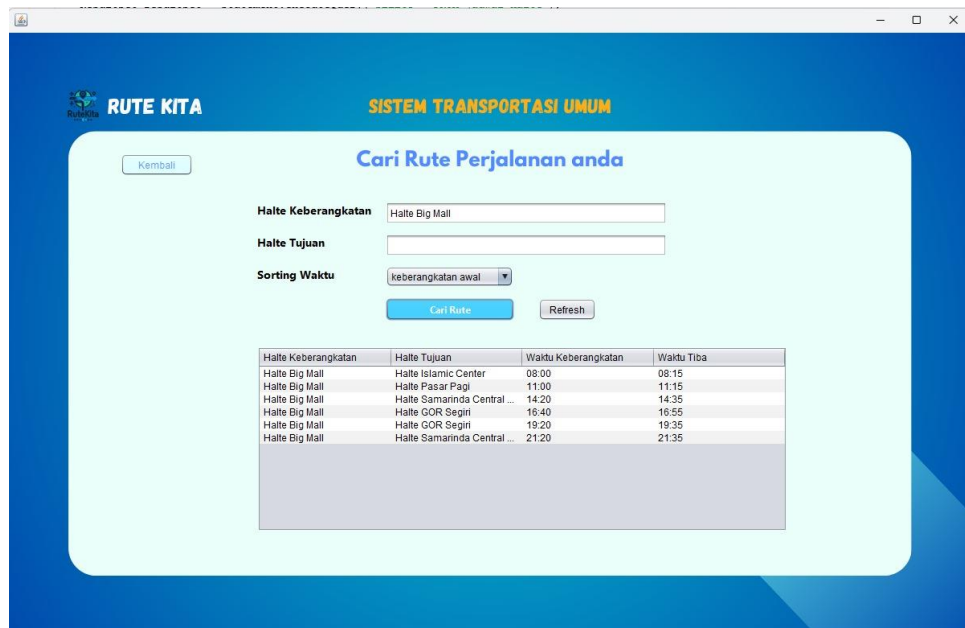 RuteKita
RUTE KITA
SISTEM TRANSPORTASI UMUM
Kembali
Cari Rute Perjalanan anda
Halte Keberangkatan Halte Big Mall
Halte Tujuan
Sorting Waktu keberangkatan awal
Cari Rute Refresh
Halte Keberangkatan Halte Tujuan Waktu Keberangkatan Waktu Tiba
Halte Big Mall Halte Islamic Center 08:00 08:15
Halte Big Mall Halte Pasar Pagi 11:00 11:15
Halte Big Mall Halte Samarinda Central ... 14:20 14:35
Halte Big Mall Halte GOR Segiri 16:40 16:55
Halte Big Mall Halte GOR Segiri 19:20 19:35
Halte Big Mall Halte Samarinda Central ... 21:20 21:35